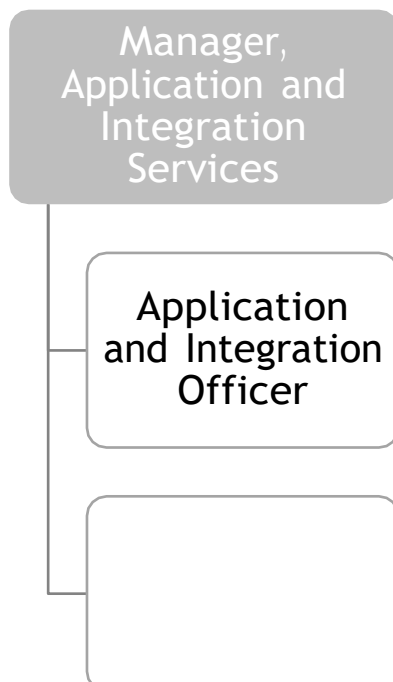 Manager,
Application and
Integration
Services
Application
and Integration
Officer